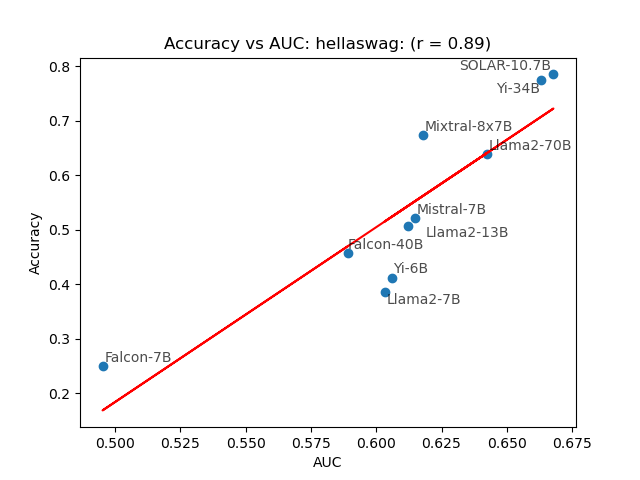 Accuracy vs AUC: hellaswag: (r = 0.89)
0.8
SOLAR-10.7B
Yi-34B
0.7
Mixtral-8x7B
Llama2-70B
0.6
Mistral-7B
0.5
Llama2-13B
Falcon-40B
Yi-6B
0.4
Llama2-7B
0.3
Falcon-7B
0.2
Accuracy
0.500 0.525 0.550 0.575 0.600 0.625 0.650 0.675
AUC